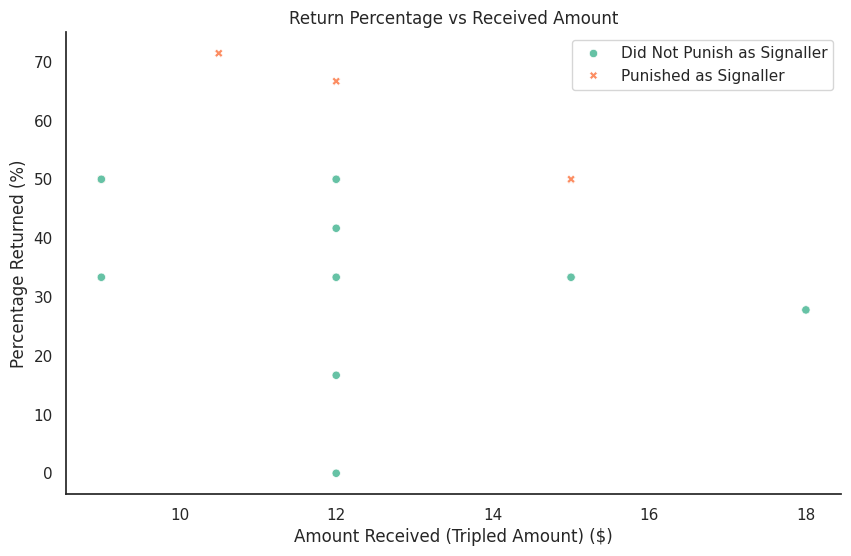 Return Percentage vs Received Amount
Did Not Punish as Signaller
Punished as Signaller
Percentage Returned (%)
70
60
50
40
30
20
10
0
10
12
14
16
18
Amount Received (Tripled Amount) ($)